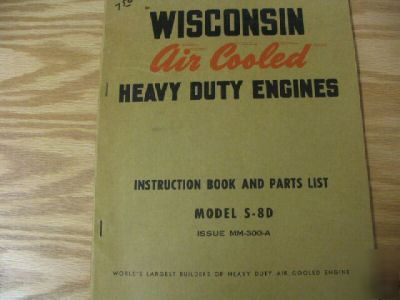 WISCONSIN
Air Cooled
HEAVY DUTY ENGINES
INSTRUCTION BOOK AND PARTS LIST
MODEL S-8D
ISSUE MM-300-A
WORLD'S LARGEST BUILDERS OF HEAVY DUTY AIR COOLED ENGINE